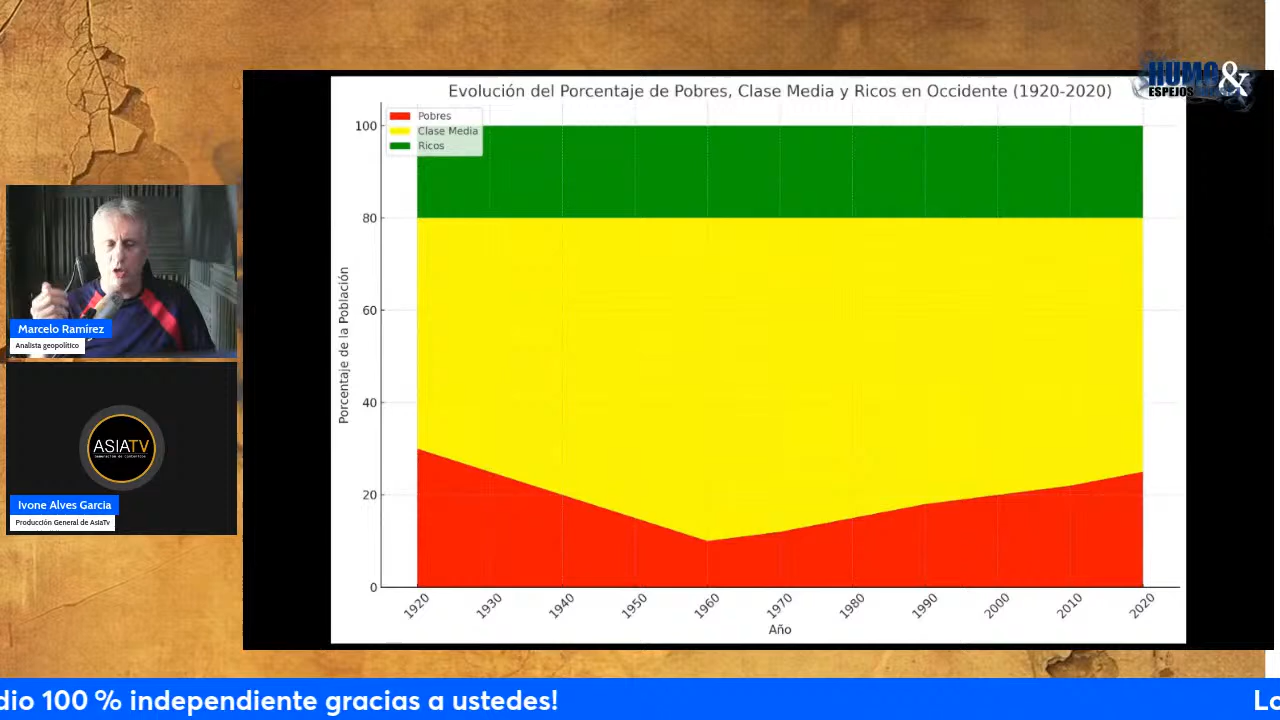 HUMO&
ESPEJOS
Evolución del Porcentaje de Pobres, Clase Media y Ricos en Occidente (1920-2020)
Pobres
Clase Media
Ricos
100
80
60
40
20
0
Porcentaje de la Población
1920
1930
1940
1950
1960
1970
1980
1990
2000
2010
2020
Año
Marcelo Ramírez
Analista geopolítico
ASIATV
Ivone Alves Garcia
Producción General de AsiaTv
dio 100 % independiente gracias a ustedes!
Lo